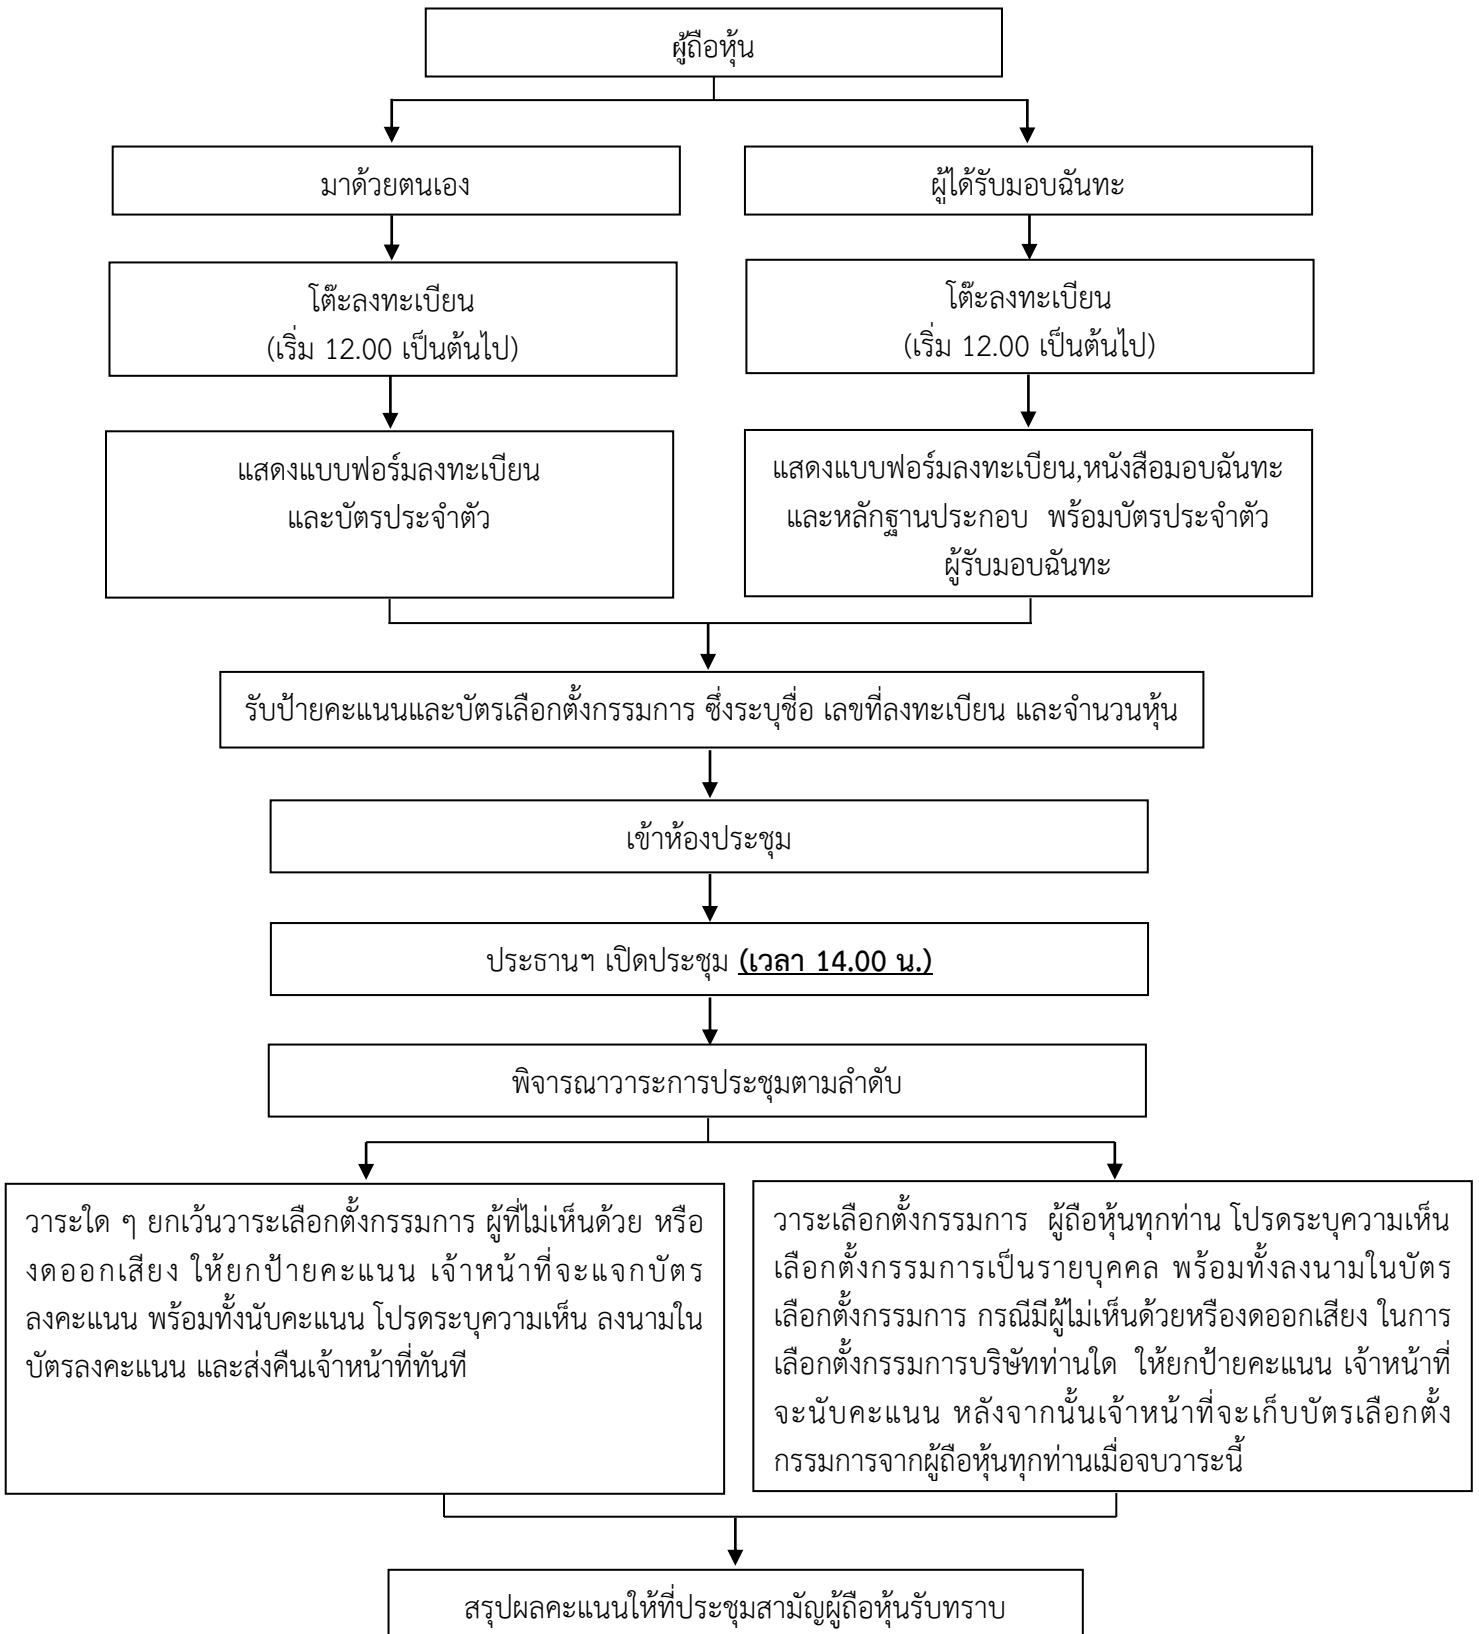 ผู้ถือหุ้น
มาด้วยตนเอง
ผู้ได้รับมอบฉันทะ
โต๊ะลงทะเบียน
(เริ่ม 12.00 เป็นต้นไป)
โต๊ะลงทะเบียน
(เริ่ม 12.00 เป็นต้นไป)
แสดงแบบฟอร์มลงทะเบียน
และบัตรประจำตัว
แสดงแบบฟอร์มลงทะเบียน,หนังสือมอบฉันทะ
และหลักฐานประกอบ พร้อมบัตรประจำตัว
ผู้รับมอบฉันทะ
รับป้ายคะแนนและบัตรเลือกตั้งกรรมการ ซึ่งระบุชื่อ เลขที่ลงทะเบียน และจำนวนหุ้น
เข้าห้องประชุม
ประธานฯ เปิดประชุม (เวลา 14.00 น.)
พิจารณาวาระการประชุมตามลำดับ
วาระใด ๆ ยกเว้นวาระเลือกตั้งกรรมการ ผู้ที่ไม่เห็นด้วย หรือ
งดออกเสียง ให้ยกป้ายคะแนน เจ้าหน้าที่จะแจกบัตร
ลงคะแนน พร้อมทั้งนับคะแนน โปรดระบุความเห็น ลงนามใน
บัตรลงคะแนน และส่งคืนเจ้าหน้าที่ทันที
วาระเลือกตั้งกรรมการ ผู้ถือหุ้นทุกท่าน โปรดระบุความเห็น
เลือกตั้งกรรมการเป็นรายบุคคล พร้อมทั้งลงนามในบัตร
เลือกตั้งกรรมการ กรณีมีผู้ไม่เห็นด้วยหรืองดออกเสียง ในการ
เลือกตั้งกรรมการบริษัทท่านใด ให้ยกป้ายคะแนน เจ้าหน้าที่
จะนับคะแนน หลังจากนั้นเจ้าหน้าที่จะเก็บบัตรเลือกตั้ง
กรรมการจากผู้ถือหุ้นทุกท่านเมื่อจบวาระนี้
สรุปผลคะแนนให้ที่ประชุมสามัญผู้ถือหุ้นรับทราบ